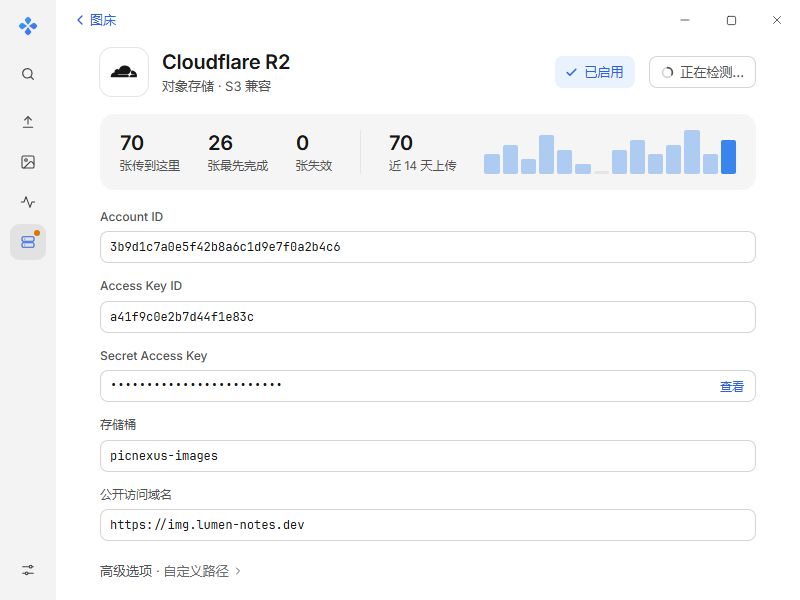 图床
Cloudflare R2
对象存储 · S3 兼容
已启用
正在检测...
70
张传到这里
26
张最先完成
0
张失效
70
近 14 天上传
Account ID
3b9d1c7a0e5f42b8a6c1d9e7f0a2b4c6
Access Key ID
a41f9c0e2b7d44f1e83c
Secret Access Key
••••••••••••••••••••••••
查看
存储桶
picnexus-images
公开访问域名
https://img.lumen-notes.dev
高级选项 · 自定义路径